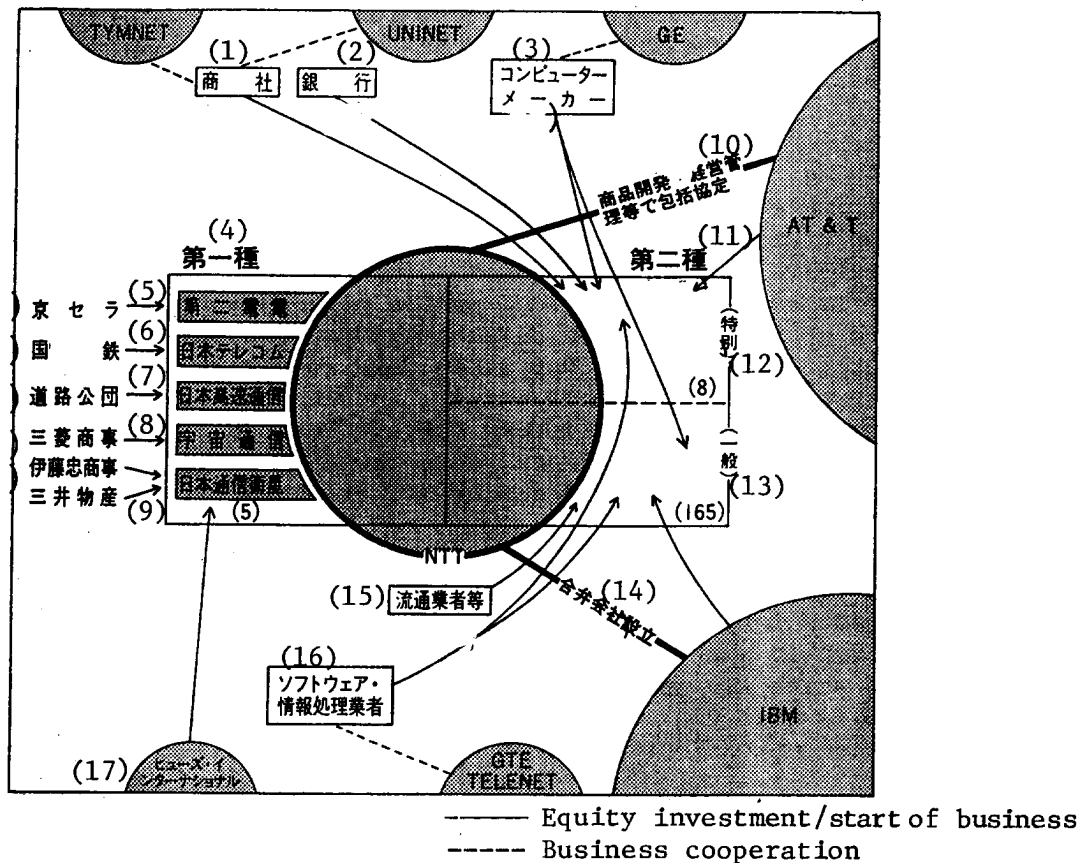 TYMNET
UNINET
GE
(1)
(2)
(3)
商社
銀行
コンピューター
メーカー
(10)
商品開発
経営管
理等で包括協定
AT & T
(4)
第一種
第二種
(11)
(5)
京セラ
第二電電
(特別)
(6)
国鉄
日本テレコム
(12)
(7)
道路公団
日本高速通信
(8)
(8)
三菱商事
宇宙通信
(一般)
伊藤忠商事
三井物産
日本通信衛星
(13)
(9)
(5)
(165)
NTT
(15)
流通業者等
(14)
合弁会社設立
(16)
ソフトウェア・
情報処理業者
IBM
(17)
ヒューズ・イ
ンターナショナル
GTE
TELENET
Equity investment/start of business
Business cooperation